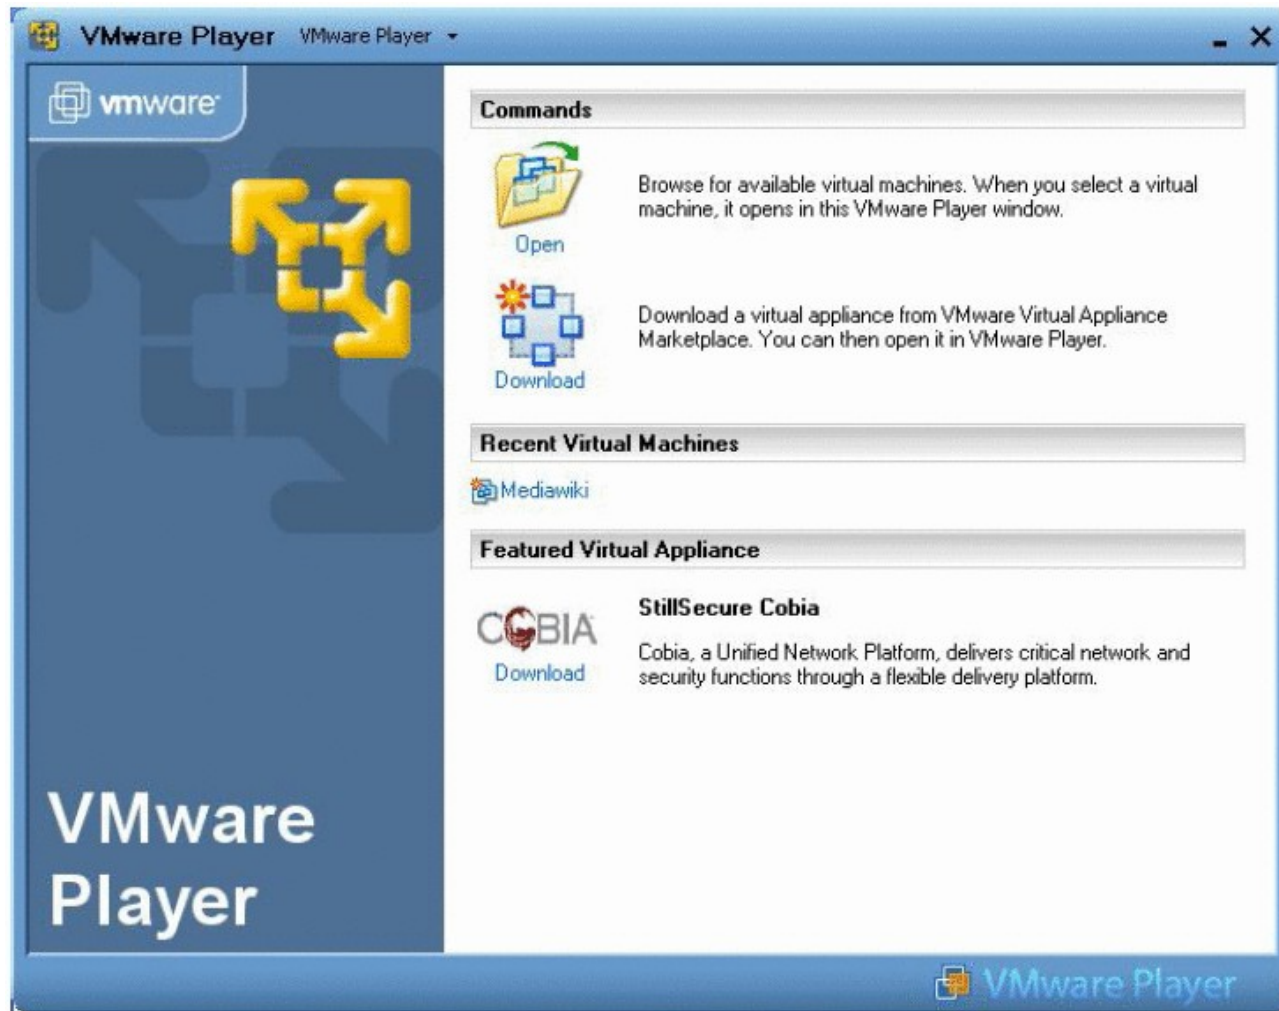 VMware Player VMware Player
vmware
Commands
Open
Browse for available virtual machines. When you select a virtual
machine, it opens in this VMware Player window.
Download
Download a virtual appliance from VMware Virtual Appliance
Marketplace. You can then open it in VMware Player.
Recent Virtual Machines
Mediawiki
Featured Virtual Appliance
COBIA
Download
StillSecure Cobia
Cobia, a Unified Network Platform, delivers critical network and
security functions through a flexible delivery platform.
VMware
Player
VMware Player